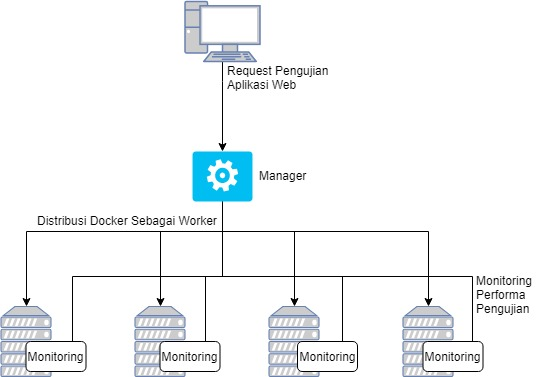 Request Pengujian
Aplikasi Web
Manager
Distribusi Docker Sebagai Worker
Monitoring
Performa
Pengujian
Monitoring
Monitoring
Monitoring
Monitoring